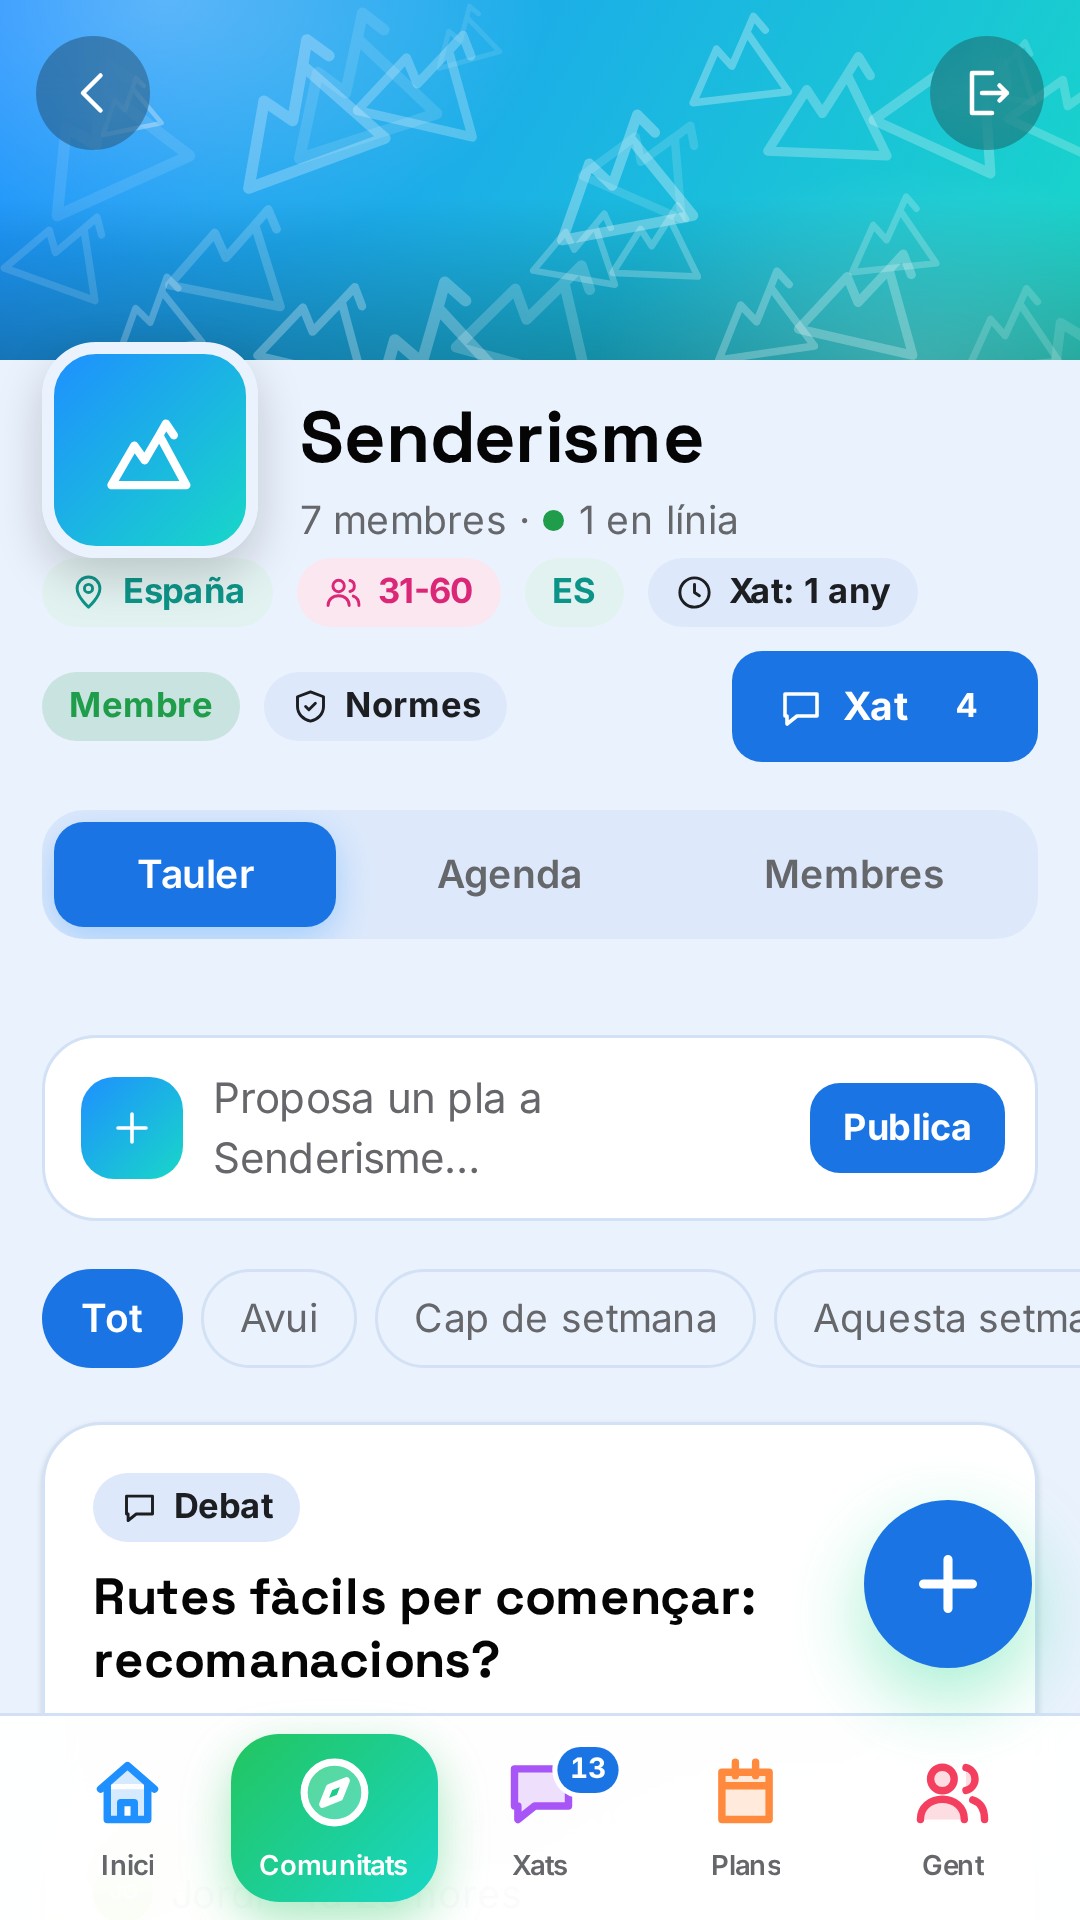 Senderisme
7 membres · 1 en línia
España 31-60 ES Xat: 1 any
Membre Normes Xat 4
Tauler Agenda Membres
Proposa un pla a
Senderisme...
Publica
Tot Avui Cap de setmana Aquesta setma
Debat
Rutes fàcils per començar:
recomanacions?
13
Inici Comunitats Xats Plans Gent